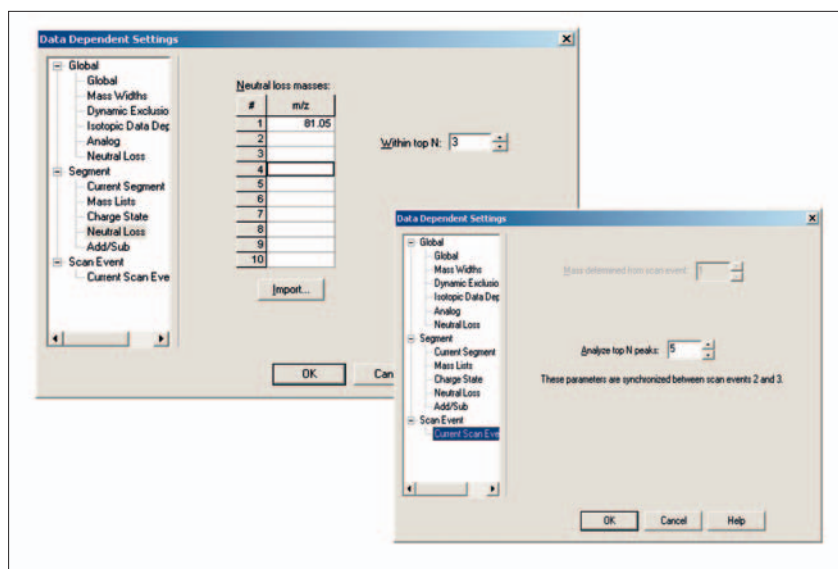 Data Dependent Settings
Global
Global
Mass Widths
Dynamic Exclusio
Isotopic Data Dep
Analog
Neutral Loss
Segment
Current Segment
Mass Lists
Charge State
Neutral Loss
Add/Sub
Scan Event
Current Scan Eve
Neutral loss masses:
# m/z
1 81.05
2
3
4
5
6
7
8
9
10
Import...
Within top N: 3
OK
Can
Data Dependent Settings
Global
Global
Mass Widths
Dynamic Exclusio
Isotopic Data Dep
Analog
Neutral Loss
Segment
Current Segment
Mass Lists
Charge State
Neutral Loss
Add/Sub
Scan Event
Current Scan Eve
Mass determined from scan event: 1
Analyze top N peaks: 5
These parameters are synchronized between scan events 2 and 3.
OK
Cancel
Help